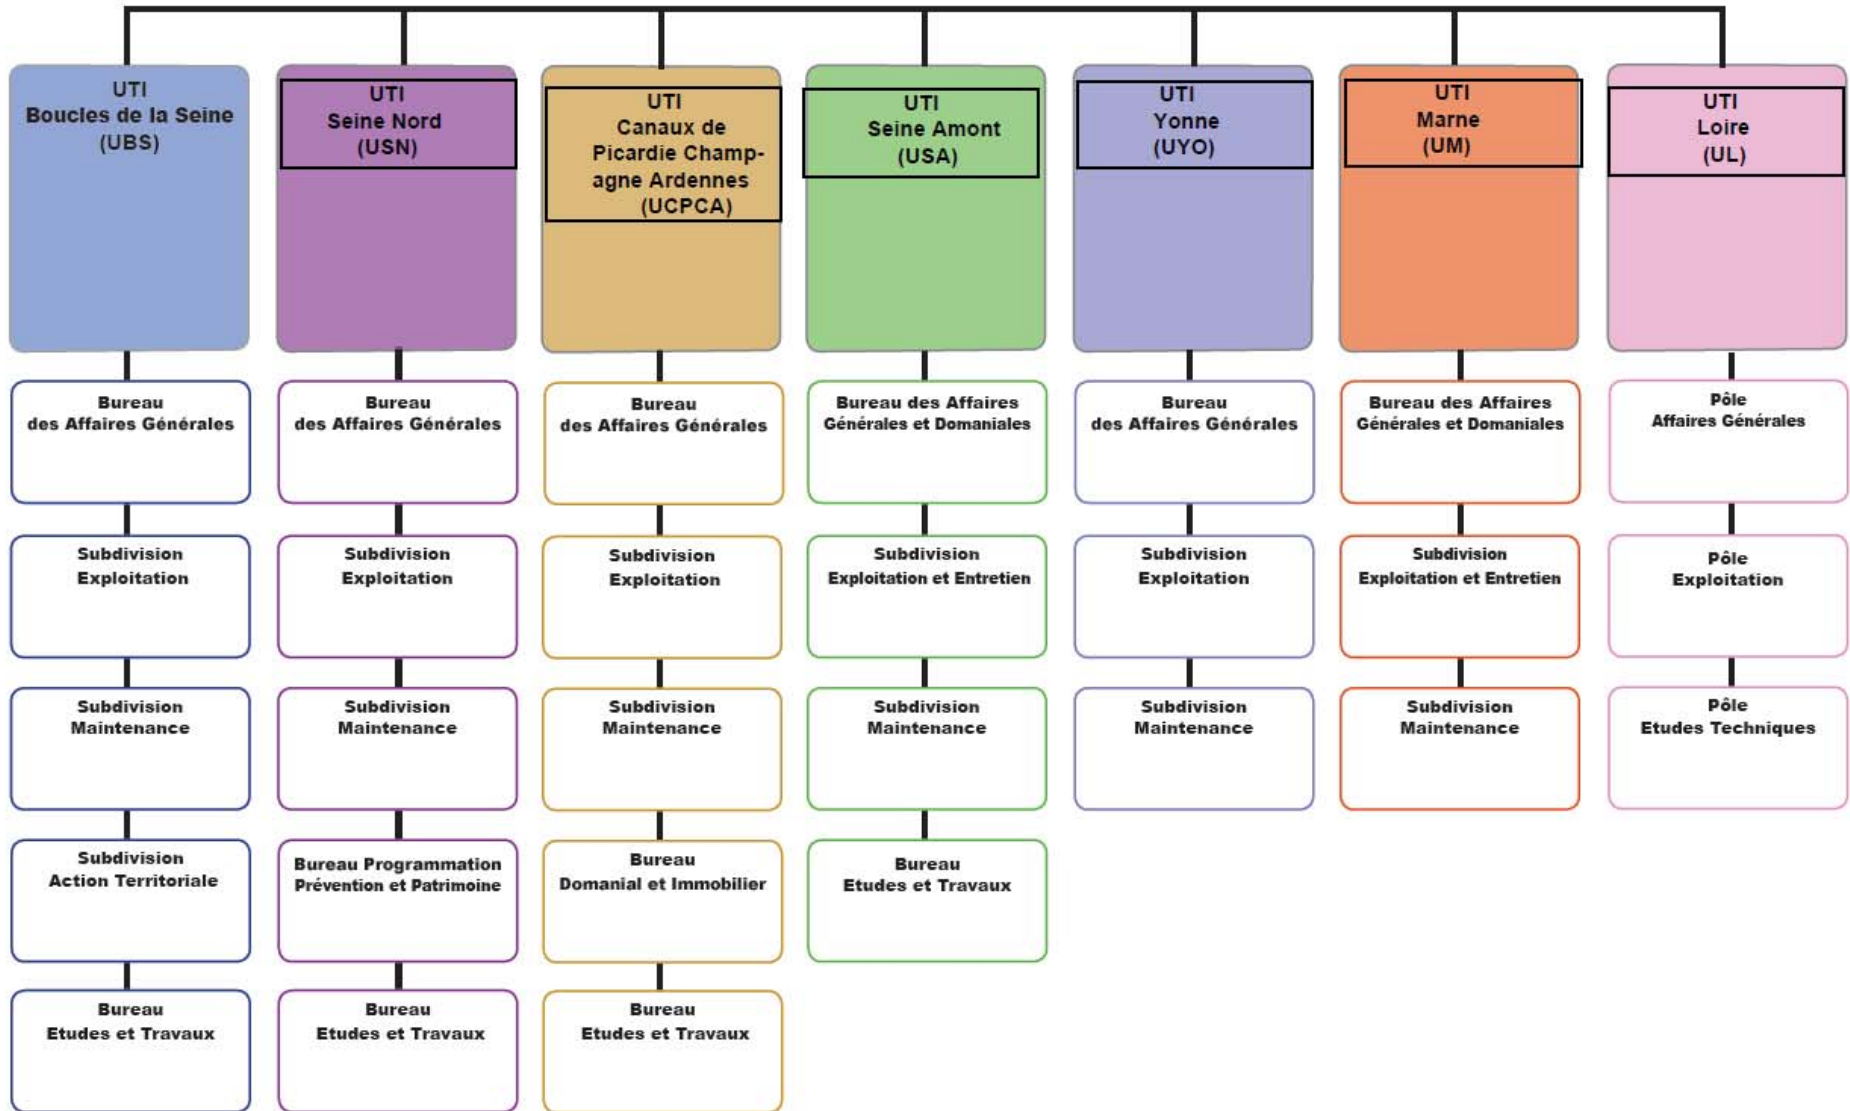 UTI
Boucles de la Seine
(UBS)
UTI
Seine Nord
(USN)
UTI
Canaux de
Picardie Champ-
agne Ardennes
(UCPCA)
UTI
Seine Amont
(USA)
UTI
Yonne
(UYO)
UTI
Marne
(UM)
UTI
Loire
(UL)
Bureau
des Affaires Générales
Bureau
des Affaires Générales
Bureau
des Affaires Générales
Bureau des Affaires
Générales et Domaniales
Bureau
des Affaires Générales
Bureau des Affaires
Générales et Domaniales
Pôle
Affaires Générales
Subdivision
Exploitation
Subdivision
Exploitation
Subdivision
Exploitation
Subdivision
Exploitation et Entretien
Subdivision
Exploitation
Subdivision
Exploitation et Entretien
Pôle
Exploitation
Subdivision
Maintenance
Subdivision
Maintenance
Subdivision
Maintenance
Subdivision
Maintenance
Subdivision
Maintenance
Subdivision
Maintenance
Pôle
Etudes Techniques
Subdivision
Action Territoriale
Bureau Programmation
Prévention et Patrimoine
Bureau
Domanial et Immobilier
Bureau
Etudes et Travaux
Bureau
Etudes et Travaux
Bureau
Etudes et Travaux
Bureau
Etudes et Travaux